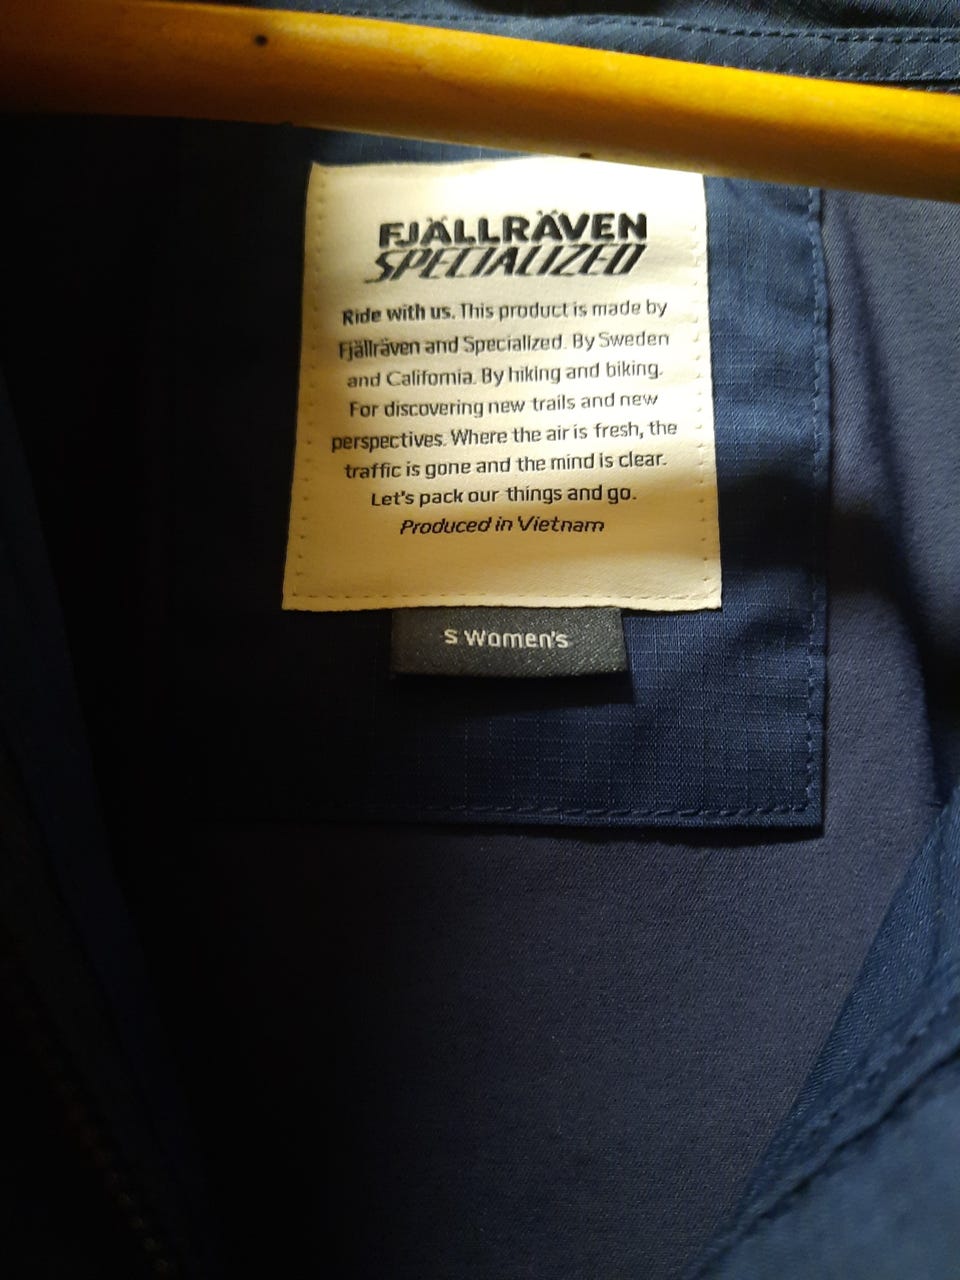 FJÄLLRÄVEN
SPECIALIZED
Ride with us. This product is made by
Fjällräven and Specialized. By Sweden
and California. By hiking and biking.
For discovering new trails and new
perspectives. Where the air is fresh, the
traffic is gone and the mind is clear.
Let's pack our things and go.
Produced in Vietnam
S Women's